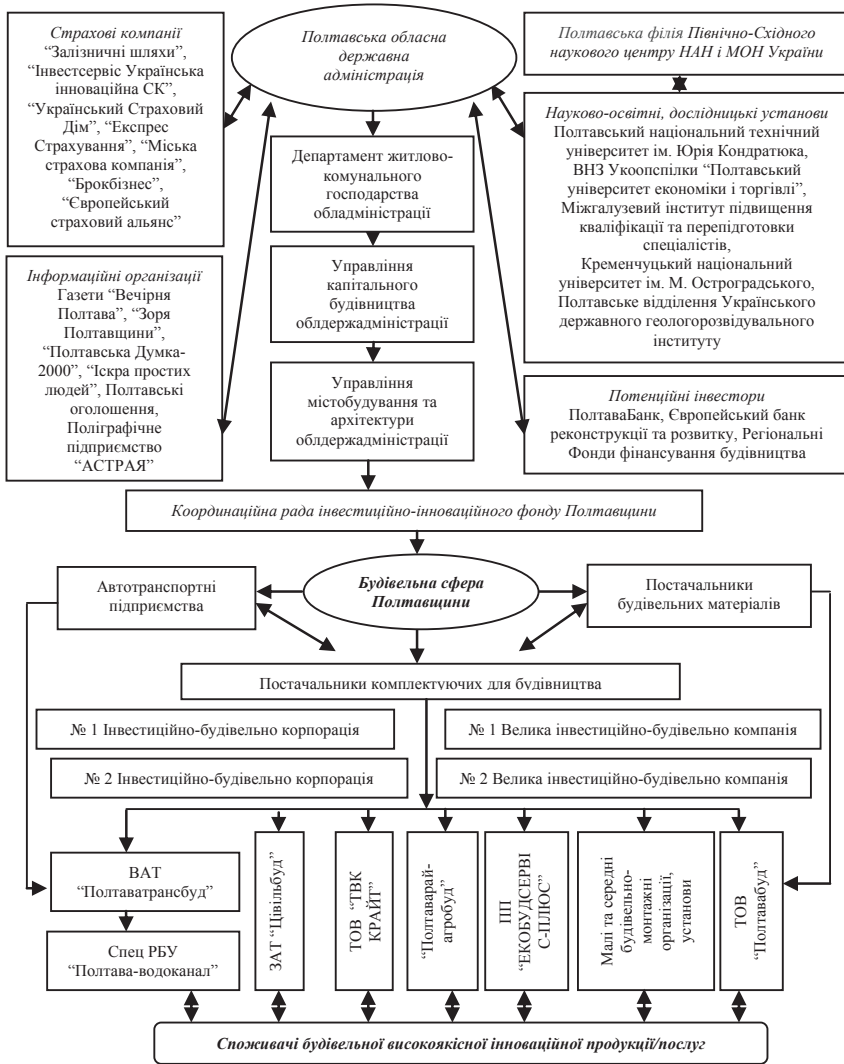 Страхові компанії
“Залізничні шляхи”,
“Інвестсервіс Українська
інноваційна СК”,
“Український Страховий
Дім”, “Експрес
Страхування”, “Міська
страхова компанія”,
“Брокбізнес”,
“Європейський
страховий альянс”
Полтавська обласна
державна
адміністрація
Полтавська філія Північно-Східного
наукового центру НАН і МОН України
Науково-освітні, дослідницькі установи
Полтавський національний технічний
університет ім. Юрія Кондратюка,
ВНЗ Укоопспілки “Полтавський
університет економіки і торгівлі”,
Міжгалузевий інститут підвищення
кваліфікації та перепідготовки
спеціалістів,
Кременчуцький національний
університет ім. М. Остроградського,
Полтавське відділення Українського
державного геологорозвідувального
інституту
Департамент житлово-
комунального
господарства
обладміністрації
Інформаційні організації
Газети “Вечірня
Полтава”, “Зоря
Полтавщини”,
“Полтавська Думка-
2000”, “Іскра простих
людей”, Полтавські
оголошення,
Поліграфічне
підприємство
“АСТРАЯ”
Управління
капітального
будівництва
облдержадміністрації
Управління
містобудування та
архітектури
облдержадміністрації
Потенційні інвестори
ПолтаваБанк, Європейський банк
реконструкції та розвитку, Регіональні
Фонди фінансування будівництва
Координаційна рада інвестиційно-інноваційного фонду Полтавщини
Автотранспортні
підприємства
Будівельна сфера
Полтавщини
Постачальники
будівельних матеріалів
Постачальники комплектуючих для будівництва
№ 1 Інвестиційно-будівельно корпорація
№ 1 Велика інвестиційно-будівельно компанія
№ 2 Інвестиційно-будівельно корпорація
№ 2 Велика інвестиційно-будівельно компанія
ВАТ
“Полтаватрансбуд”
Спец РБУ
“Полтава-водоканал”
ЗАТ “Цівільбуд”
ТОВ “ТВК
КРАЙТ”
“Полтаварай-
агробуд”
ПП
“ЕКОБУДСЕРВІ
С-ПЛЮС”
Малі та середні
будівельно-
монтажні
організації,
установи
ТОВ
“Полтавабуд”
Споживачі будівельної високоякісної інноваційної продукції/послуг